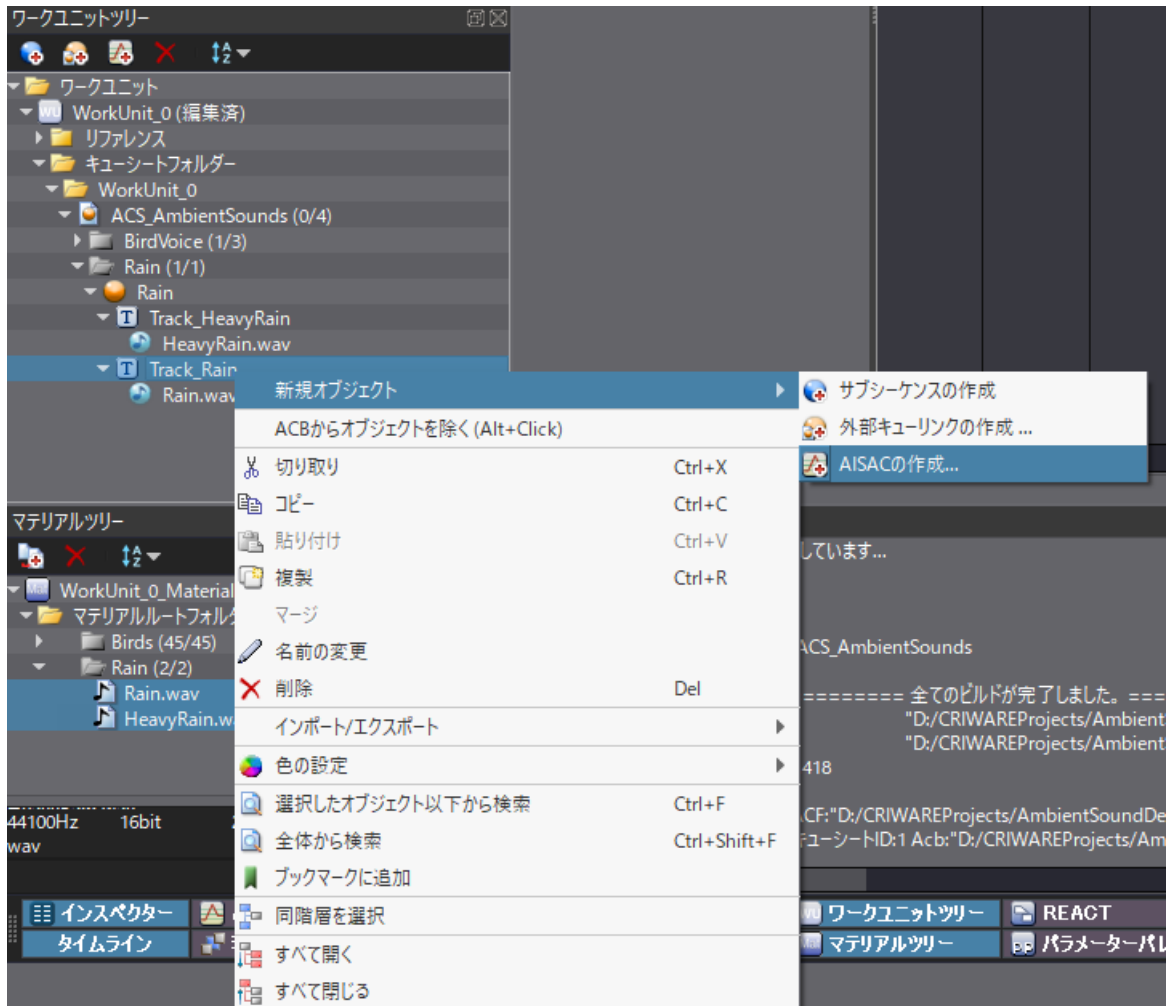 ワークユニットツリー
ワークユニット
WorkUnit_0 (編集済)
リファレンス
キューシートフォルダー
WorkUnit_0
ACS_AmbientSounds (0/4)
BirdVoice (1/3)
Rain (1/1)
Rain
Track_HeavyRain
HeavyRain.wav
Track_Rain
Rain.wav
新規オブジェクト
ACBからオブジェクトを除く(Alt+Click)
切り取り Ctrl+X
コピー Ctrl+C
貼り付け Ctrl+V
複製 Ctrl+R
マージ
名前の変更
削除 Del
インポート/エクスポート
色の設定
選択したオブジェクト以下から検索 Ctrl+F
全体から検索 Ctrl+Shift+F
ブックマークに追加
同階層を選択
すべて開く
すべて閉じる
サブシーケンスの作成
外部キューリンクの作成 ...
AISACの作成...
マテリアルツリー
WorkUnit_0_Material
マテリアルルートフォルダ
Birds (45/45)
Rain (2/2)
Rain.wav
HeavyRain.w
44100Hz 16bit
wav
しています...
ACS_AmbientSounds
======== 全てのビルドが完了しました。===
"D:/CRIWAREProjects/Ambient
"D:/CRIWAREProjects/Ambient
418
CF:"D:/CRIWAREProjects/AmbientSoundDe
キューシートID:1 Acb:"D:/CRIWAREProjects/Am
インスペクター
タイムライン
ワークユニットツリー
REACT
マテリアルツリー
パラメーターパレ